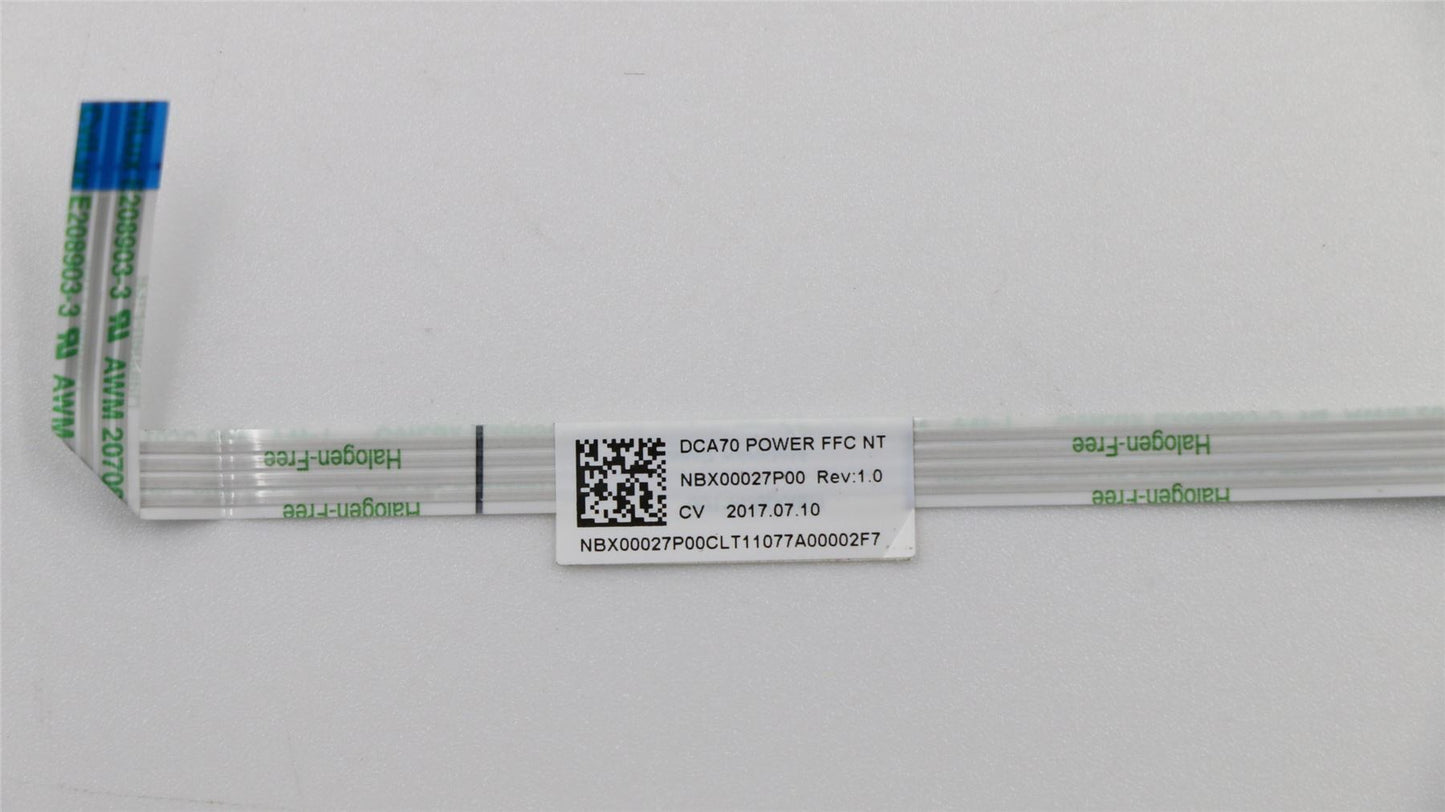 E208903-3 AWM
E208903-3 AWM 2070
Halogen-Free
Halogen-Free
DCA70 POWER FFC NT
NBX00027P00 Rev:1.0
CV 2017.07.10
NBX00027P00CLT11077A00002F7
Halogen-Free
Halogen-Free